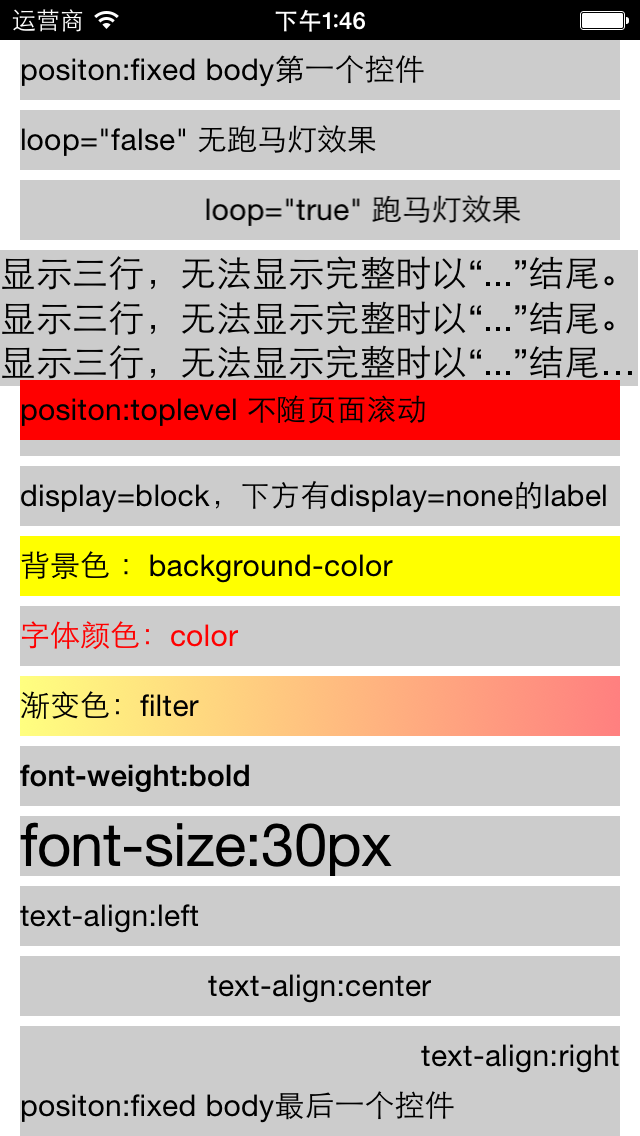 运营商 下午1:46
positon:fixed body第一个控件
loop="false" 无跑马灯效果
loop="true" 跑马灯效果
显示三行，无法显示完整时以“...”结尾。
显示三行，无法显示完整时以“...”结尾。
显示三行，无法显示完整时以“...”结尾…
positon:toplevel 不随页面滚动
display=block，下方有display=none的label
背景色 ：background-color
字体颜色：color
渐变色：filter
font-weight:bold
font-size:30px
text-align:left
text-align:center
text-align:right
positon:fixed body最后一个控件